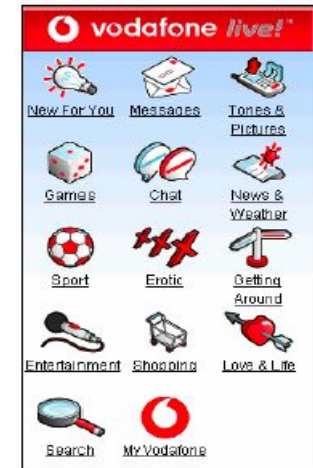 vodafone live!™
New For You Messages Tones &
Pictures
Games Chat News &
Weather
Sport Erotic Getting
Around
Entertainment Shopping Love & Life
Search My Vodafone